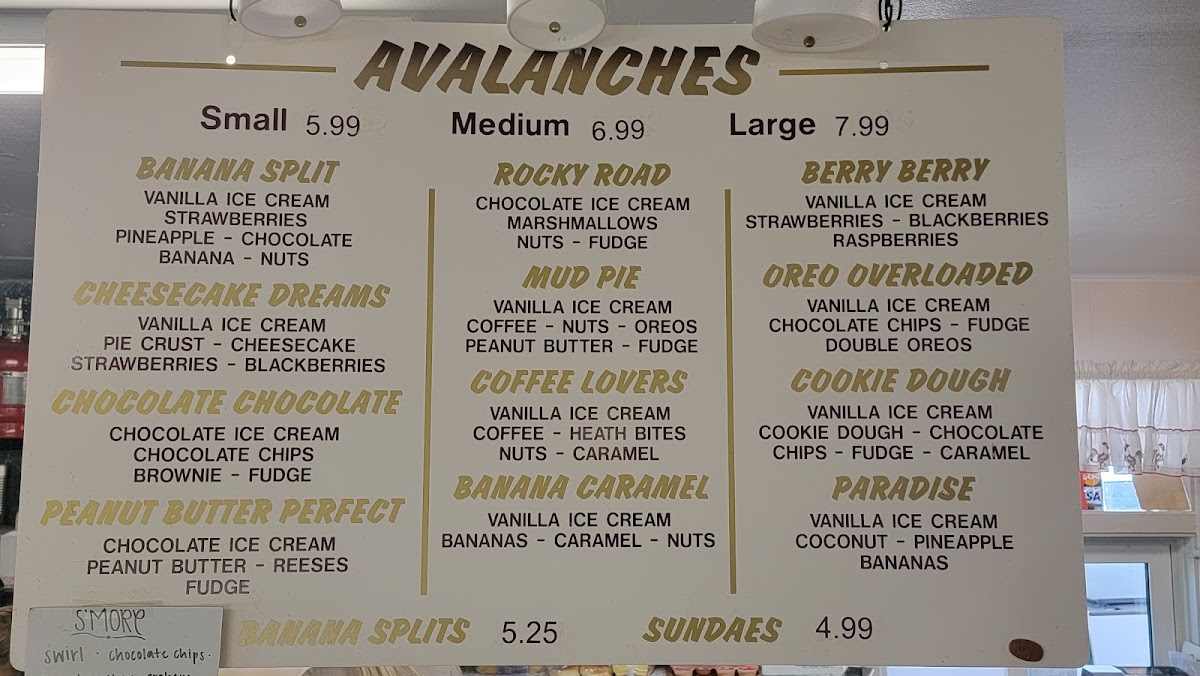 AVALANCHES
Small 5.99 Medium 6.99 Large 7.99
BANANA SPLIT
VANILLA ICE CREAM
STRAWBERRIES
PINEAPPLE - CHOCOLATE
BANANA - NUTS
CHEESECAKE DREAMS
VANILLA ICE CREAM
PIE CRUST - CHEESECAKE
STRAWBERRIES - BLACKBERRIES
CHOCOLATE CHOCOLATE
CHOCOLATE ICE CREAM
CHOCOLATE CHIPS
BROWNIE - FUDGE
PEANUT BUTTER PERFECT
CHOCOLATE ICE CREAM
PEANUT BUTTER - REESES
FUDGE
ROCKY ROAD
CHOCOLATE ICE CREAM
MARSHMALLOWS
NUTS - FUDGE
MUD PIE
VANILLA ICE CREAM
COFFEE - NUTS - OREOS
PEANUT BUTTER - FUDGE
COFFEE LOVERS
VANILLA ICE CREAM
COFFEE - HEATH BITES
NUTS - CARAMEL
BANANA CARAMEL
VANILLA ICE CREAM
BANANAS - CARAMEL - NUTS
BERRY BERRY
VANILLA ICE CREAM
STRAWBERRIES - BLACKBERRIES
RASPBERRIES
OREO OVERLOADED
VANILLA ICE CREAM
CHOCOLATE CHIPS - FUDGE
DOUBLE OREOS
COOKIE DOUGH
VANILLA ICE CREAM
COOKIE DOUGH - CHOCOLATE
CHIPS - FUDGE - CARAMEL
PARADISE
VANILLA ICE CREAM
COCONUT - PINEAPPLE
BANANAS
BANANA SPLITS 5.25 SUNDAES 4.99
S'MORE
swirl · chocolate chips ·